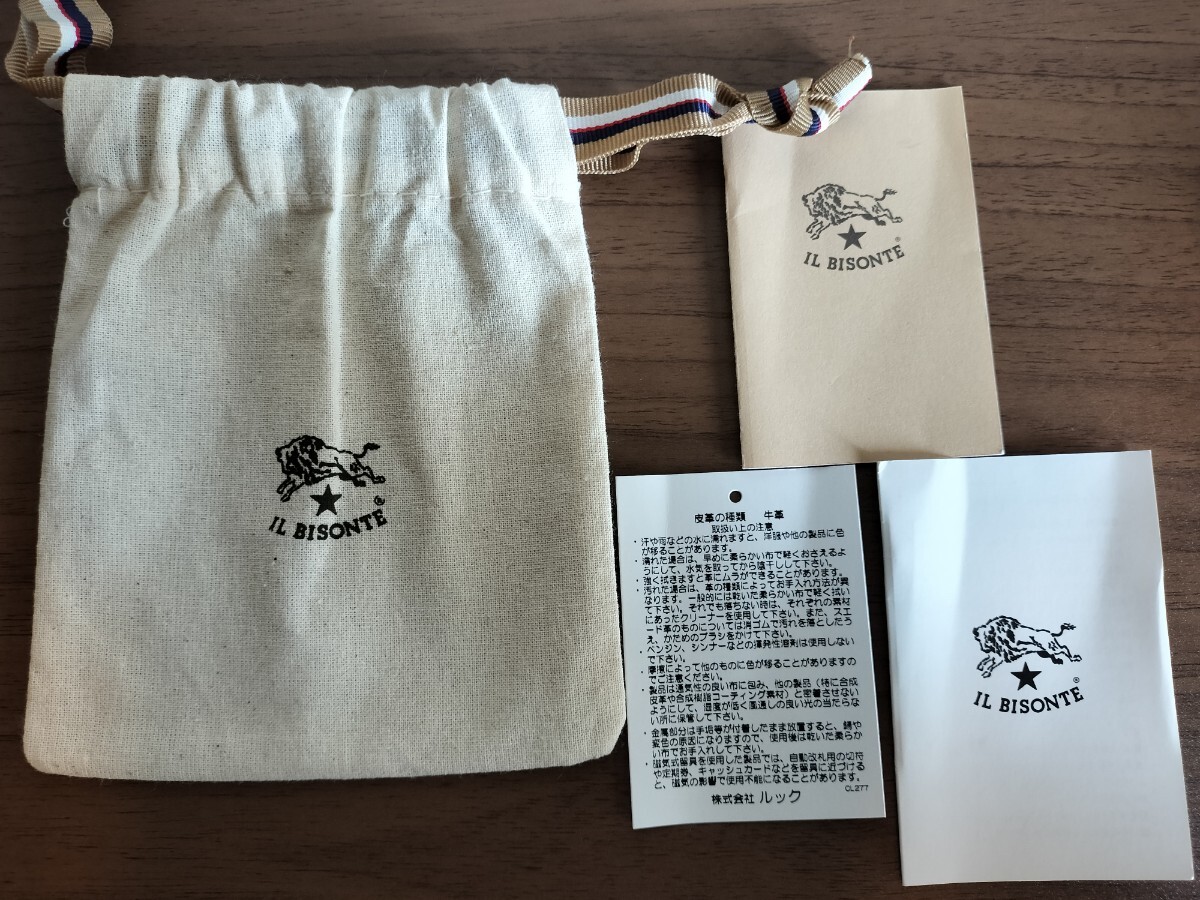 IL BISONTE
®
IL BISONTE
®
皮革の種類 牛革
取扱い上の注意
・汗や雨などの水に濡れますと、洋服や他の製品に色
が移ることがあります。
・濡れた場合は、早めに柔らかい布で軽くおさえるよ
うにして、水気を取ってから陰干しして下さい。
・強く拭きますと革にムラができることがあります。
・汚れた場合は、革の種類によってお手入れ方法が異
なります。一般的には乾いた柔らかい布で軽く拭い
て下さい。それでも落ちない時は、それぞれの素材
にあったクリーナーを使用して下さい。また、スエ
ード革のものについては消ゴムで汚れを落としたう
え、かためのブラシをかけて下さい。
・ベンジン、シンナーなどの揮発性溶剤は使用しない
で下さい。
・摩擦によって他のものに色が移ることがありますの
でご注意ください。
・製品は通気性の良い布に包み、他の製品（特に合成
皮革や合成樹脂コーティング素材）と密着させない
ようにして、湿度が低く風通しの良い光の当たらな
い所に保管して下さい。
・金属部分は手垢等が付着したまま放置すると、錆や
変色の原因になりますので、使用後は乾いた柔らか
い布でお手入れして下さい。
・磁気式留具を使用した製品では、自動改札用の切符
や定期券、キャッシュカードなどを留具に近づける
と、磁気の影響で使用不能になることがあります。
CL277
株式会社 ルック
IL BISONTE
®